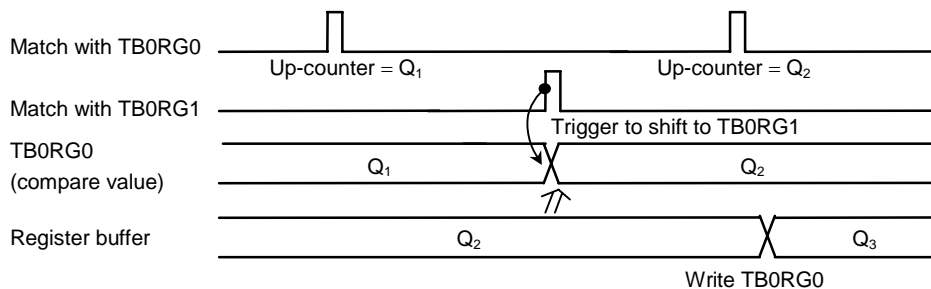 Match with TB0RG0
Up-counter = Q₁
Up-counter = Q₂
Match with TB0RG1
Trigger to shift to TB0RG1
TB0RG0
(compare value)
Q₁
Q₂
Register buffer
Q₂
Q₃
Write TB0RG0